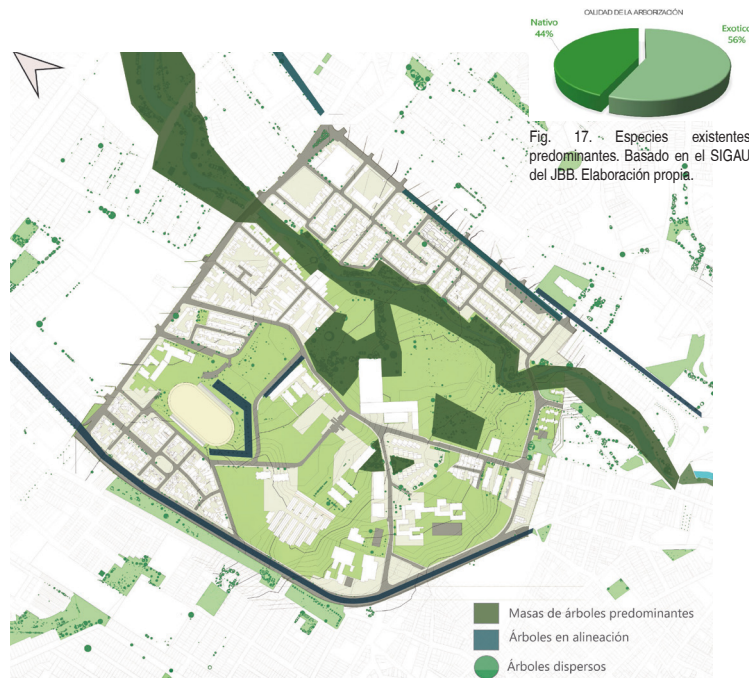 CALIDAD DE LA ARBORIZACIÓN
Nativo
44%
Exotico
56%
Fig. 17. Especies existentes
predominantes. Basado en el SIGAU
del JBB. Elaboración propia.
Masas de árboles predominantes
Árboles en alineación
Árboles dispersos